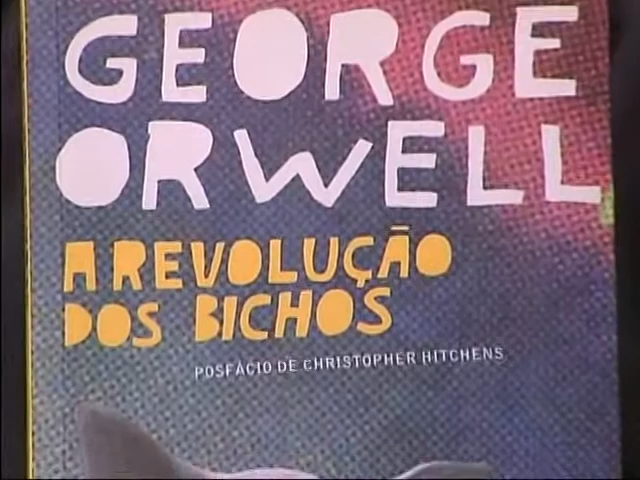 GEORGE
ORWELL
A REVOLUÇÃO
DOS BICHOS
POSFÁCIO DE CHRISTOPHER HITCHENS